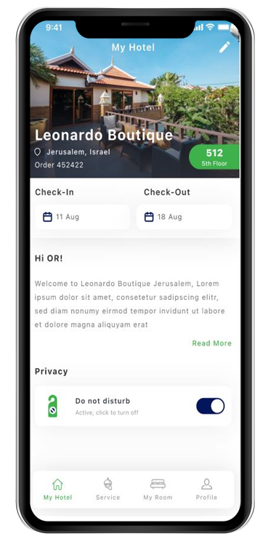 9:41
My Hotel
Leonardo Boutique
Jerusalem, Israel
Order 452422
512
5th Floor
Check-In
Check-Out
11 Aug
18 Aug
Hi OR!
Welcome to Leonardo Boutique Jerusalem, Lorem
ipsum dolor sit amet, consetetur sadipscing elitr,
sed diam nonumy eirmod tempor invidunt ut labore
et dolore magna aliquyam erat
Read More
Privacy
Do not disturb
Active, click to turn off
My Hotel
Service
My Room
Profile